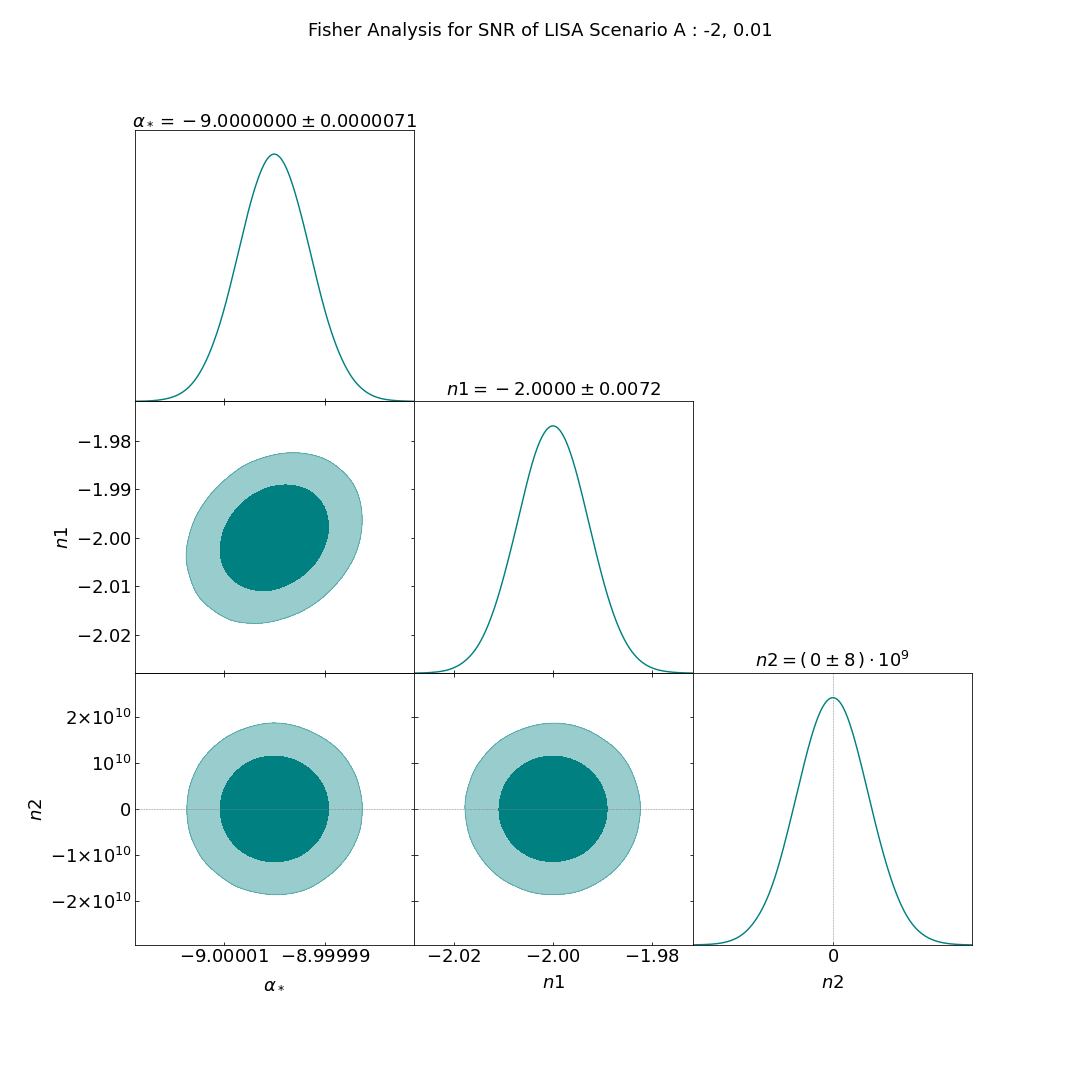 Fisher Analysis for SNR of LISA Scenario A : -2, 0.01
α* = −9.0000000 ± 0.0000071
n1 = −2.0000 ± 0.0072
−1.98
−1.99
−2.00
−2.01
−2.02
n1
n2 = ( 0 ± 8 ) · 10⁹
2×10¹⁰
10¹⁰
0
−1×10¹⁰
−2×10¹⁰
n2
−9.00001 −8.99999 −2.02 −2.00 −1.98 0
α* n1 n2